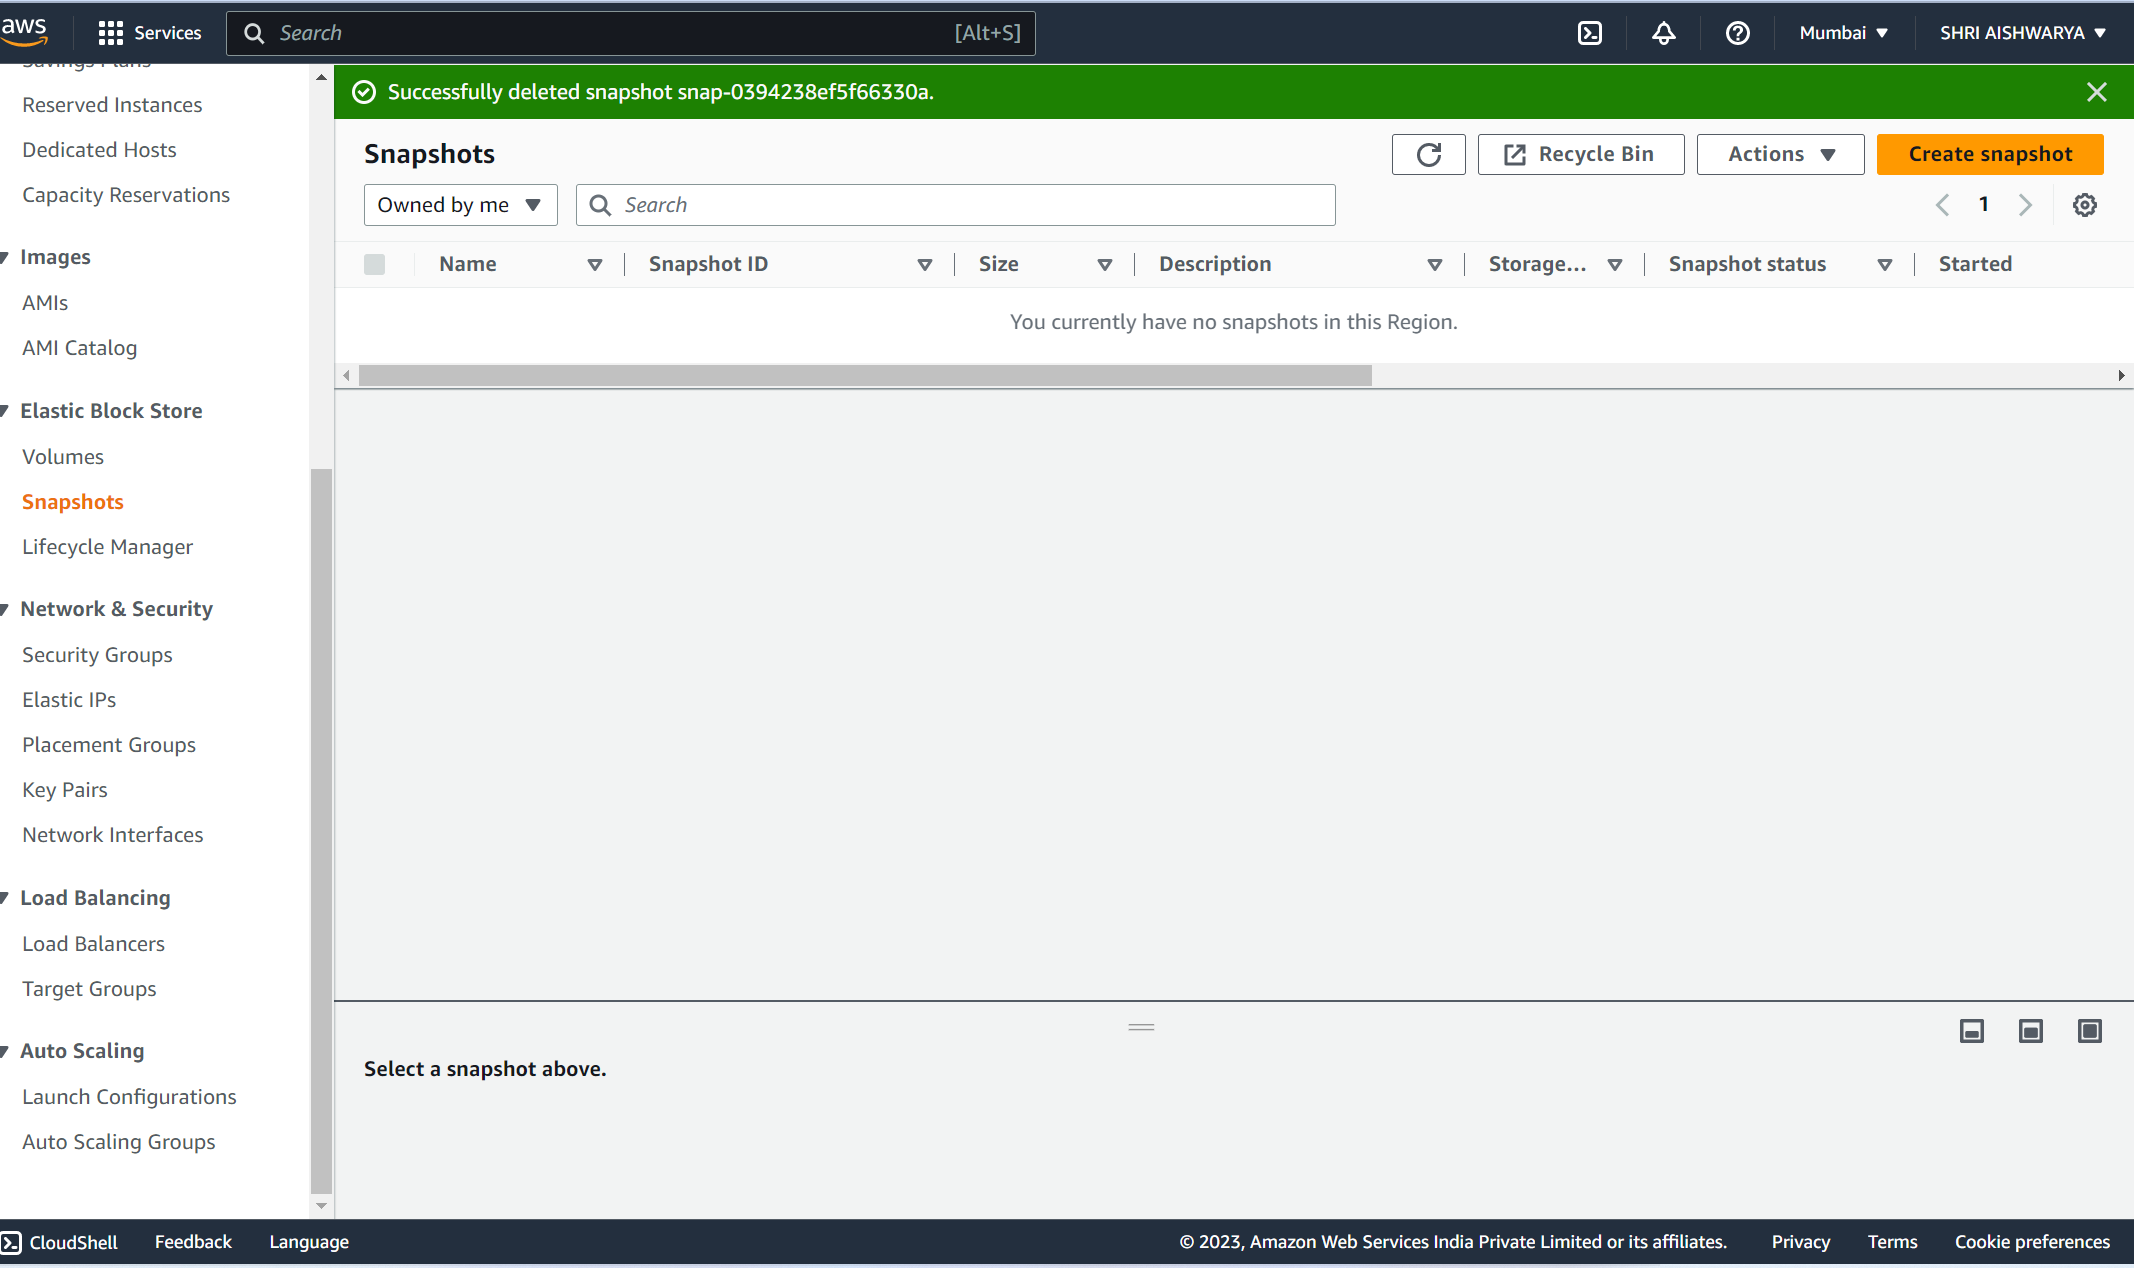 aws Services Search [Alt+S] Mumbai SHRI AISHWARYA
Savings Plans
Reserved Instances
Dedicated Hosts
Capacity Reservations
Images
AMIs
AMI Catalog
Elastic Block Store
Volumes
Snapshots
Lifecycle Manager
Network & Security
Security Groups
Elastic IPs
Placement Groups
Key Pairs
Network Interfaces
Load Balancing
Load Balancers
Target Groups
Auto Scaling
Launch Configurations
Auto Scaling Groups
Successfully deleted snapshot snap-0394238ef5f66330a.
Snapshots Recycle Bin Actions Create snapshot
Owned by me Search 1
Name Snapshot ID Size Description Storage... Snapshot status Started
You currently have no snapshots in this Region.
Select a snapshot above.
CloudShell Feedback Language © 2023, Amazon Web Services India Private Limited or its affiliates. Privacy Terms Cookie preferences